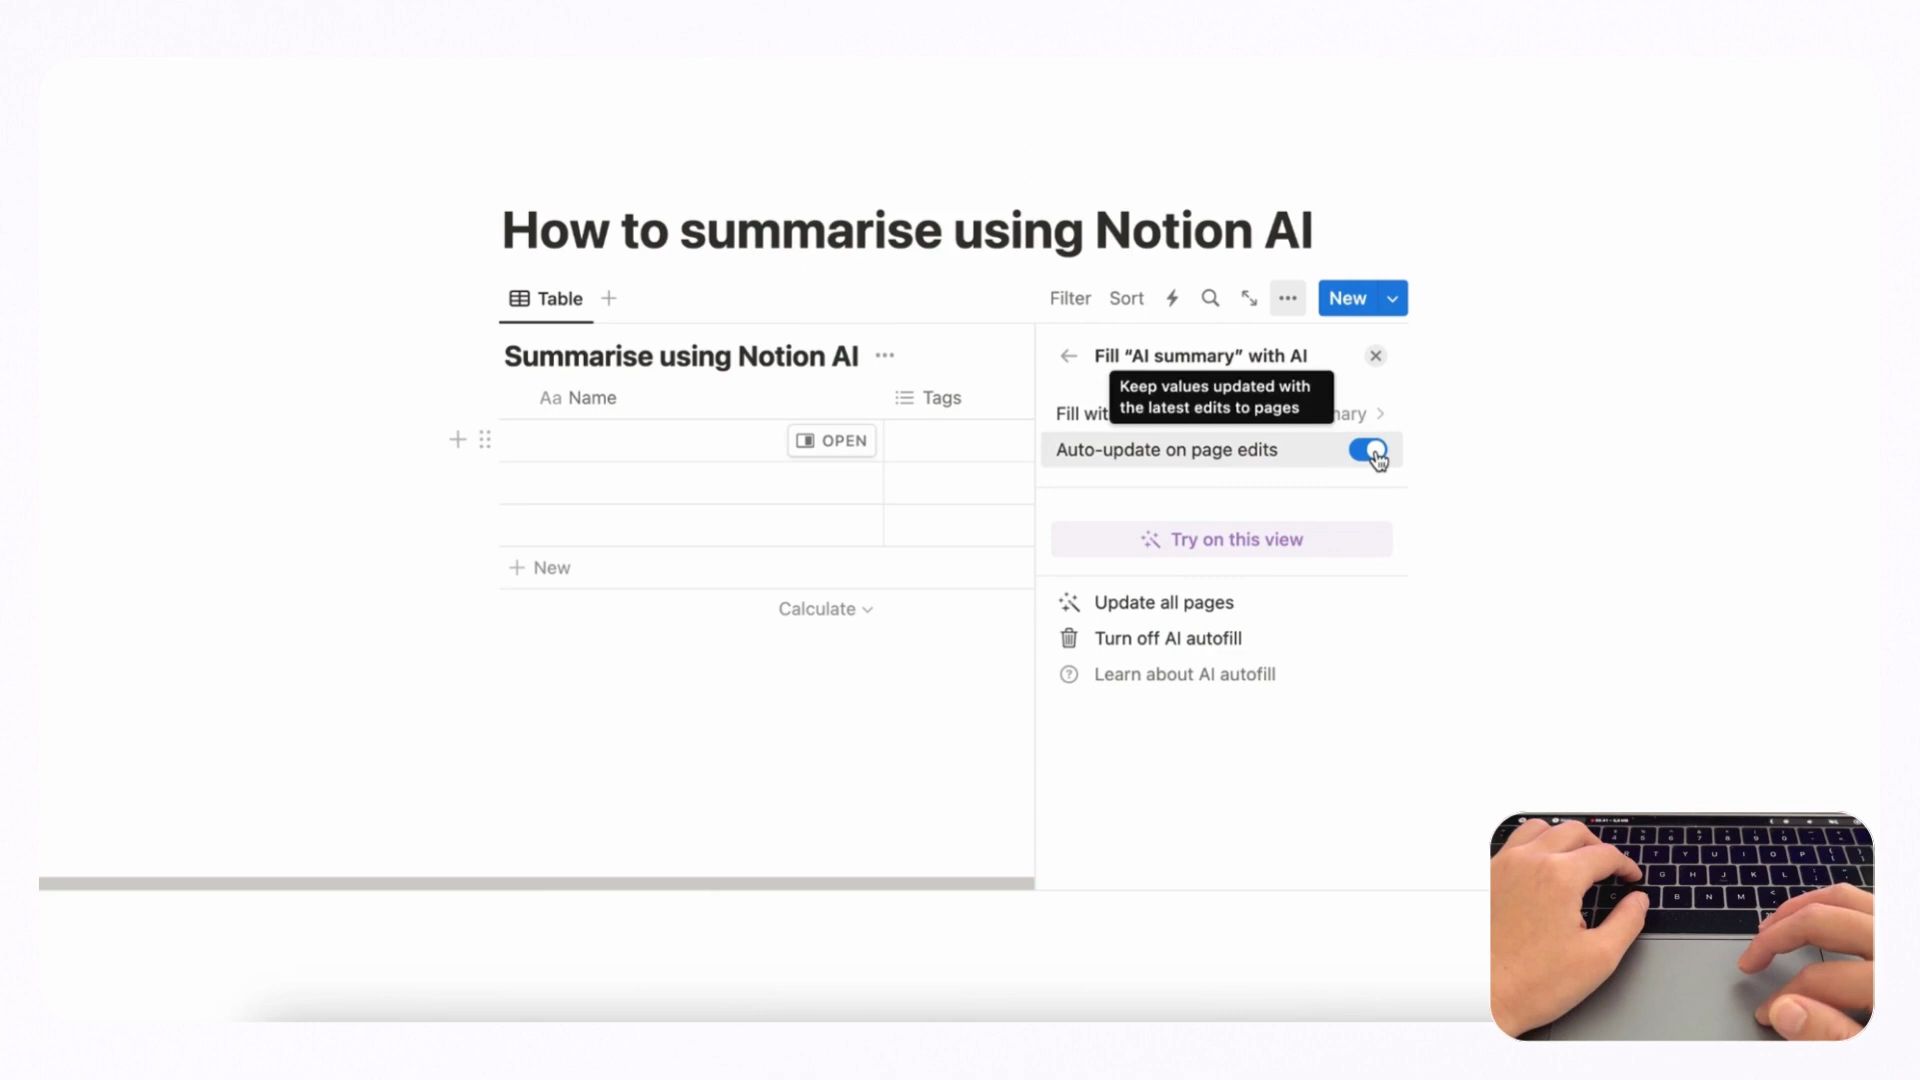 How to summarise using Notion AI
Table
Filter Sort
New
Summarise using Notion AI
Fill “AI summary” with AI
Keep values updated with
the latest edits to pages
Aa Name
Tags
OPEN
Auto-update on page edits
Try on this view
New
Calculate
Update all pages
Turn off AI autofill
Learn about AI autofill